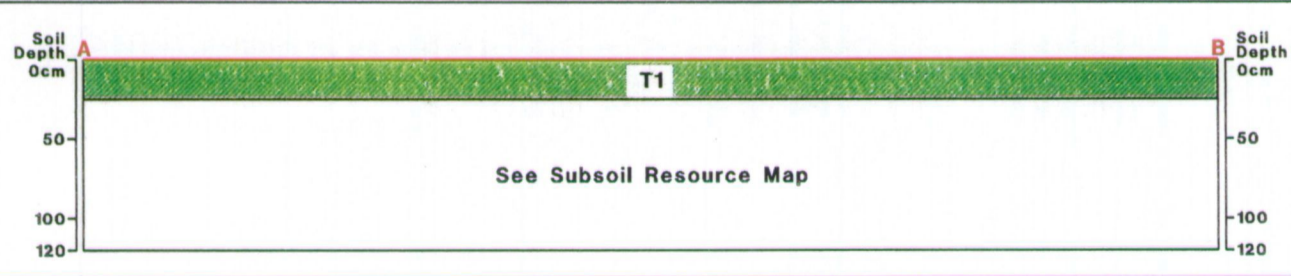 Soil
Depth
0cm
A
T1
B
Soil
Depth
0cm
50
See Subsoil Resource Map
50
100
120
100
120